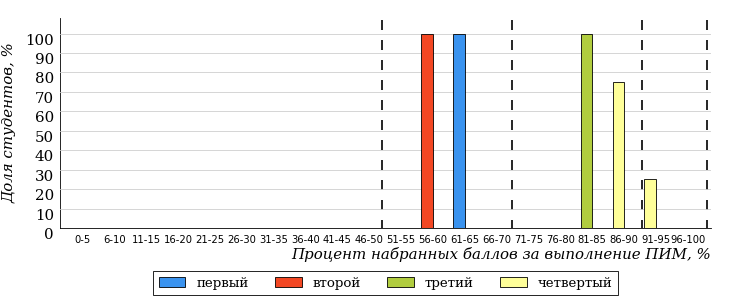 Доля студентов, %
100
90
80
70
60
50
40
30
20
10
0
0-5 6-10 11-15 16-20 21-25 26-30 31-35 36-40 41-45 46-50 51-55 56-60 61-65 66-70 71-75 76-80 81-85 86-90 91-95 96-100
Процент набранных баллов за выполнение ПИМ, %
первый второй третий четвертый